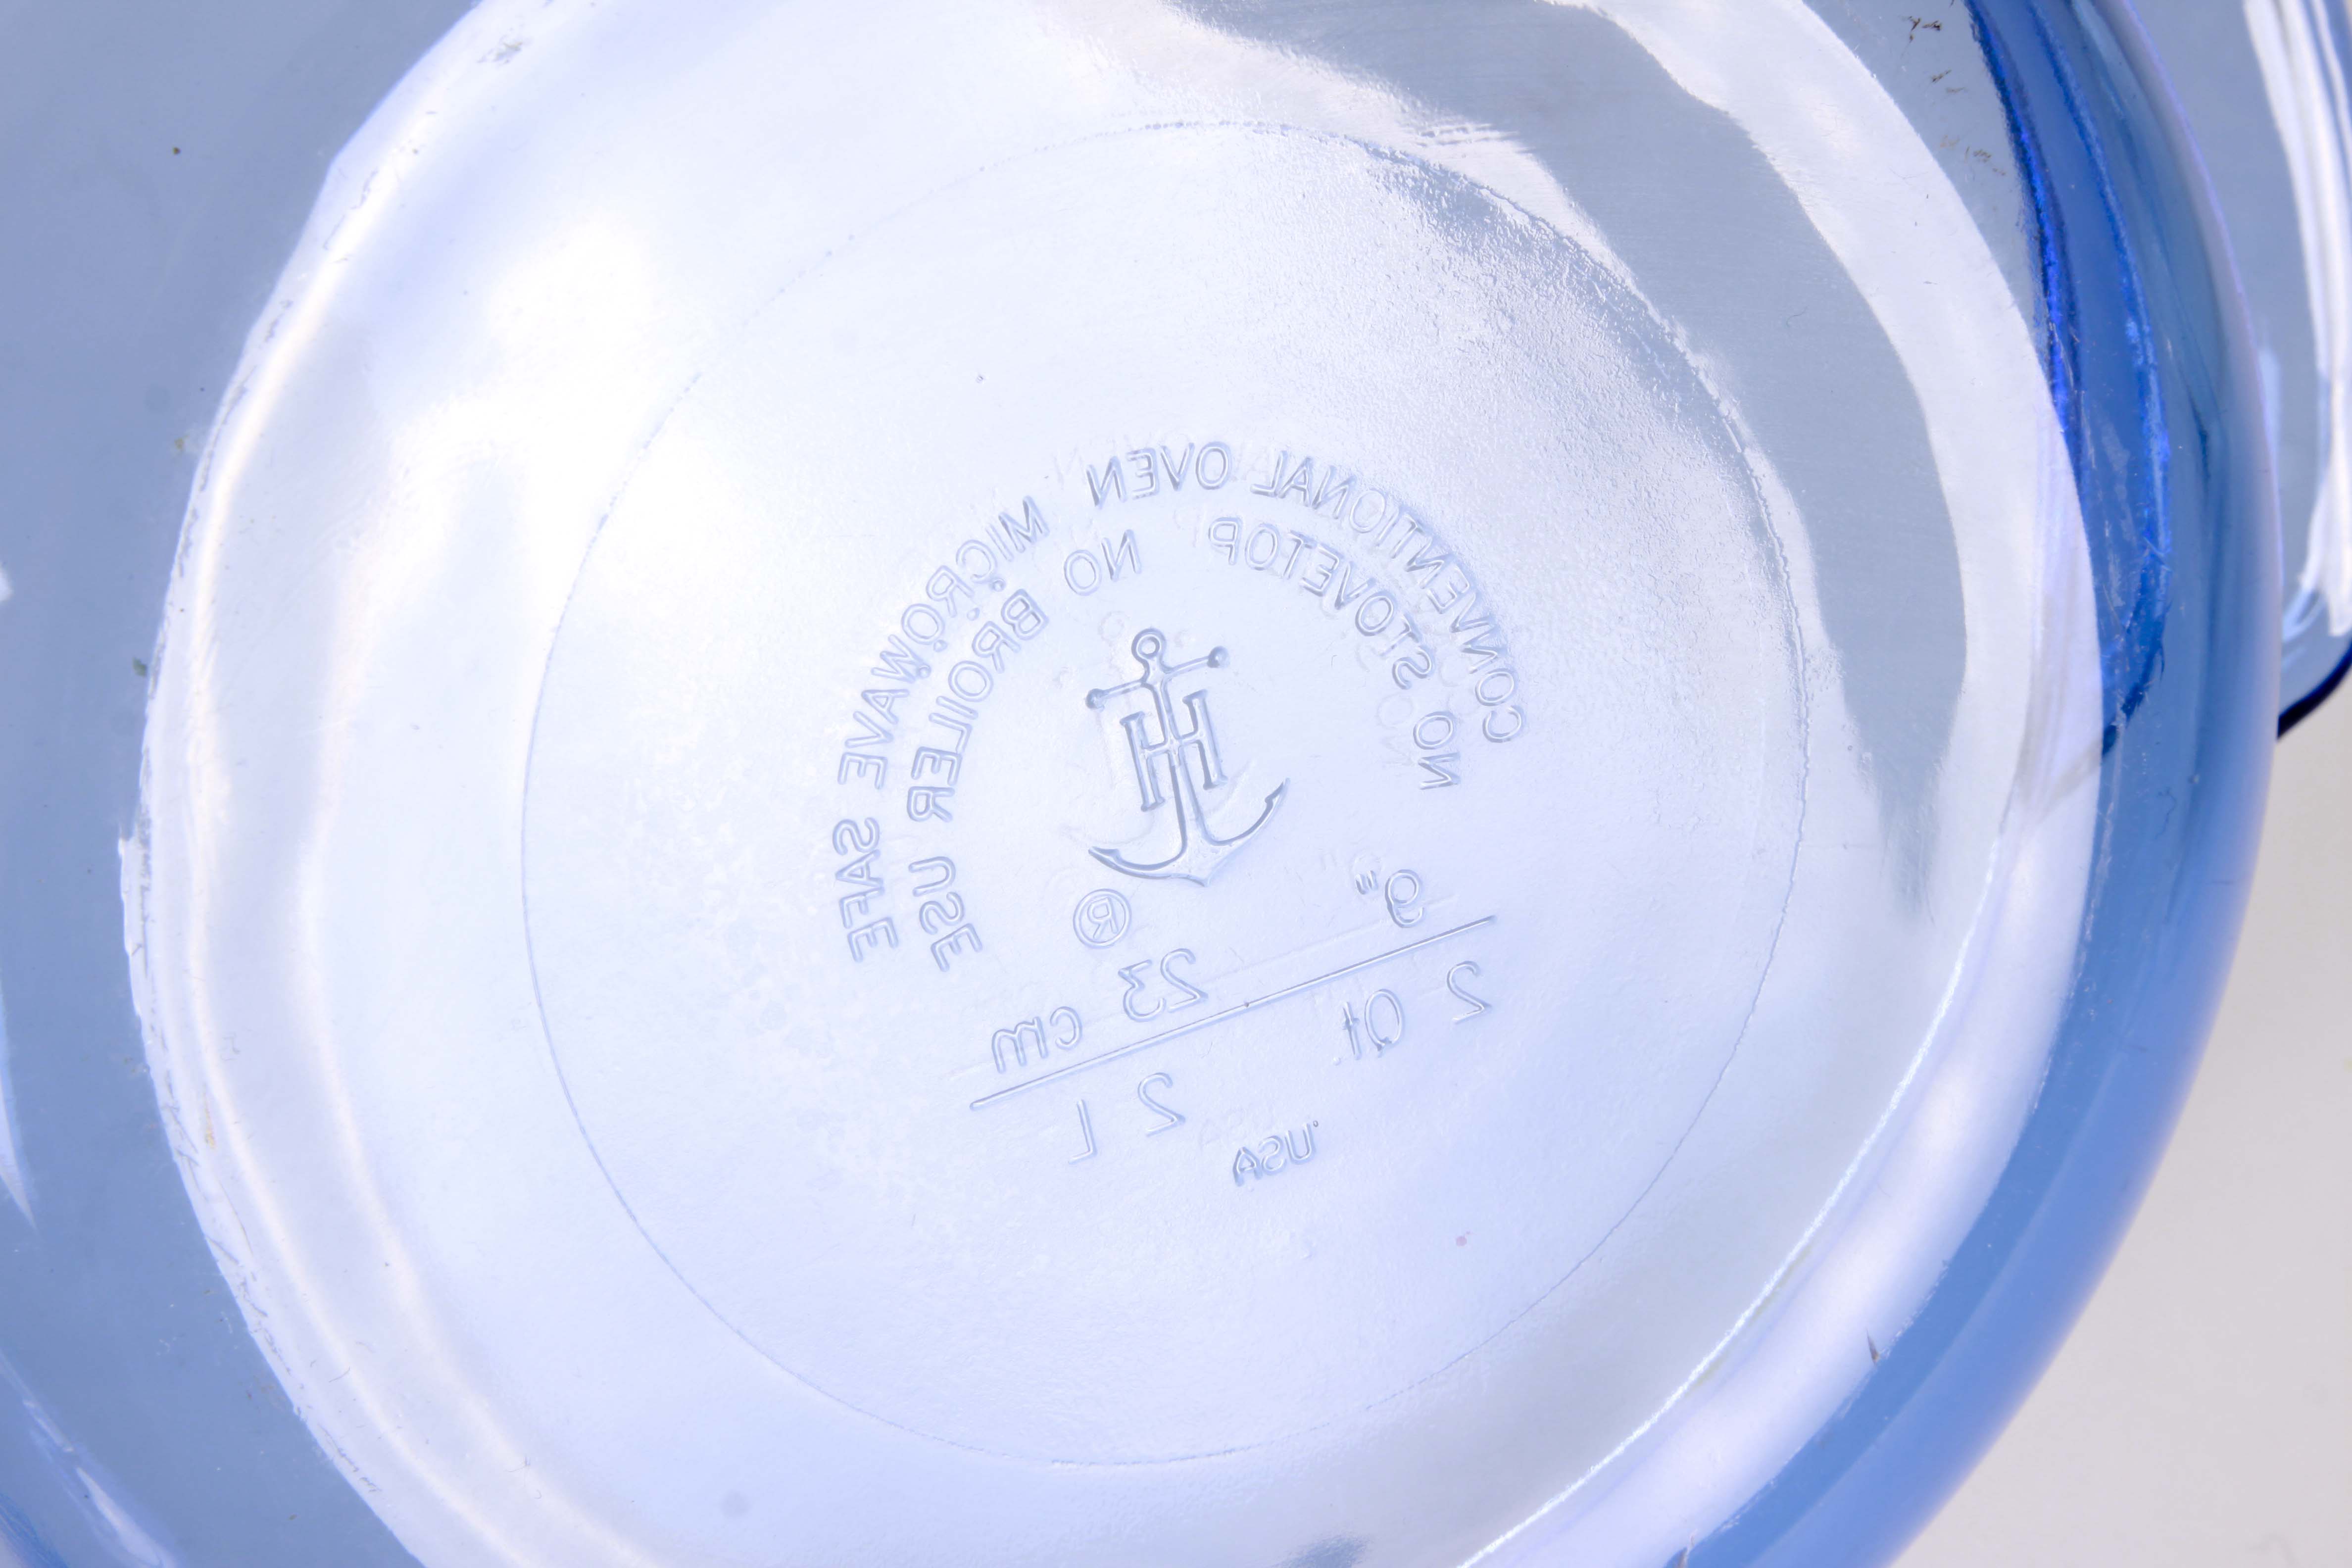 CONVENTIONAL OVEN MICROWAVE SAFE
NO STOVETOP NO BROILER USE
H
®
9" 23 cm
2 Qt. 2 L
USA